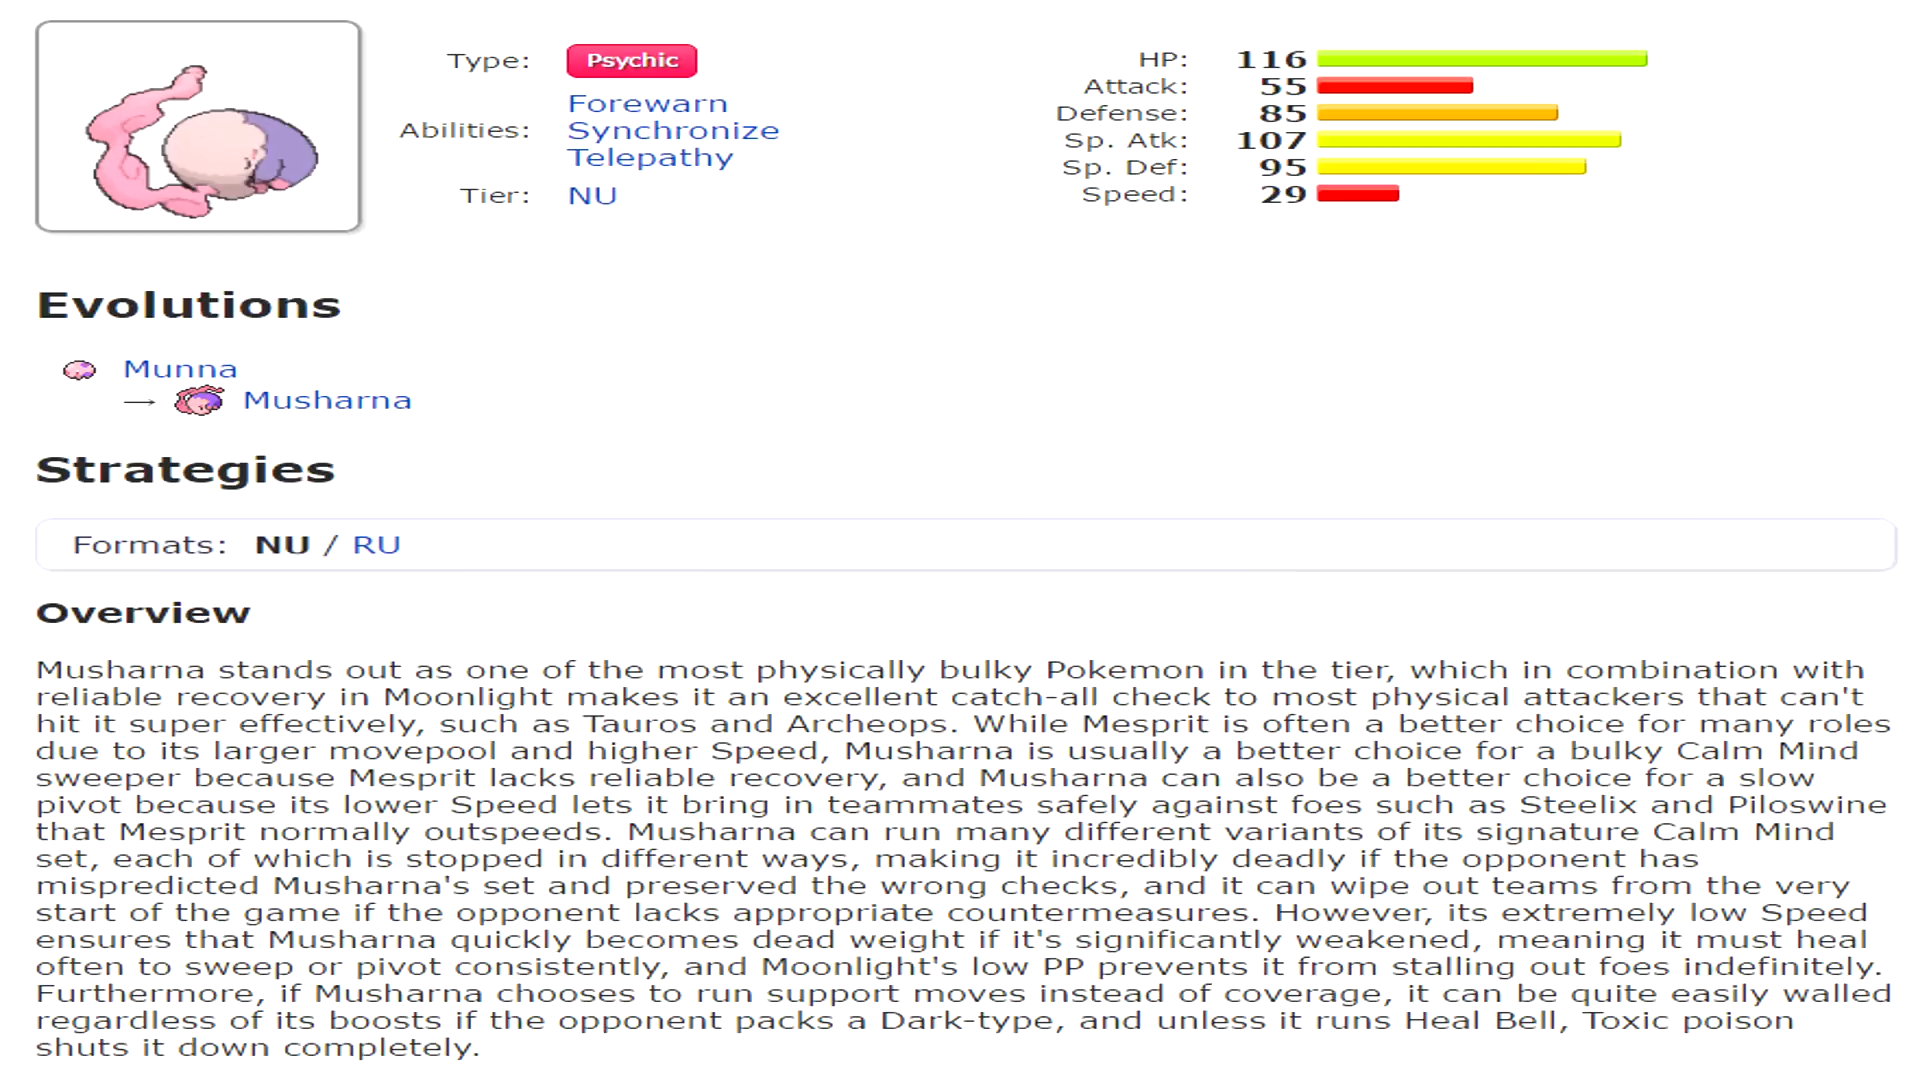 Type: Psychic
Abilities: Forewarn
Synchronize
Telepathy
Tier: NU
HP: 116
Attack: 55
Defense: 85
Sp. Atk: 107
Sp. Def: 95
Speed: 29
Evolutions
Munna
→ Musharna
Strategies
Formats: NU / RU
Overview
Musharna stands out as one of the most physically bulky Pokemon in the tier, which in combination with
reliable recovery in Moonlight makes it an excellent catch-all check to most physical attackers that can't
hit it super effectively, such as Tauros and Archeops. While Mesprit is often a better choice for many roles
due to its larger movepool and higher Speed, Musharna is usually a better choice for a bulky Calm Mind
sweeper because Mesprit lacks reliable recovery, and Musharna can also be a better choice for a slow
pivot because its lower Speed lets it bring in teammates safely against foes such as Steelix and Piloswine
that Mesprit normally outspeeds. Musharna can run many different variants of its signature Calm Mind
set, each of which is stopped in different ways, making it incredibly deadly if the opponent has
mispredicted Musharna's set and preserved the wrong checks, and it can wipe out teams from the very
start of the game if the opponent lacks appropriate countermeasures. However, its extremely low Speed
ensures that Musharna quickly becomes dead weight if it's significantly weakened, meaning it must heal
often to sweep or pivot consistently, and Moonlight's low PP prevents it from stalling out foes indefinitely.
Furthermore, if Musharna chooses to run support moves instead of coverage, it can be quite easily walled
regardless of its boosts if the opponent packs a Dark-type, and unless it runs Heal Bell, Toxic poison
shuts it down completely.